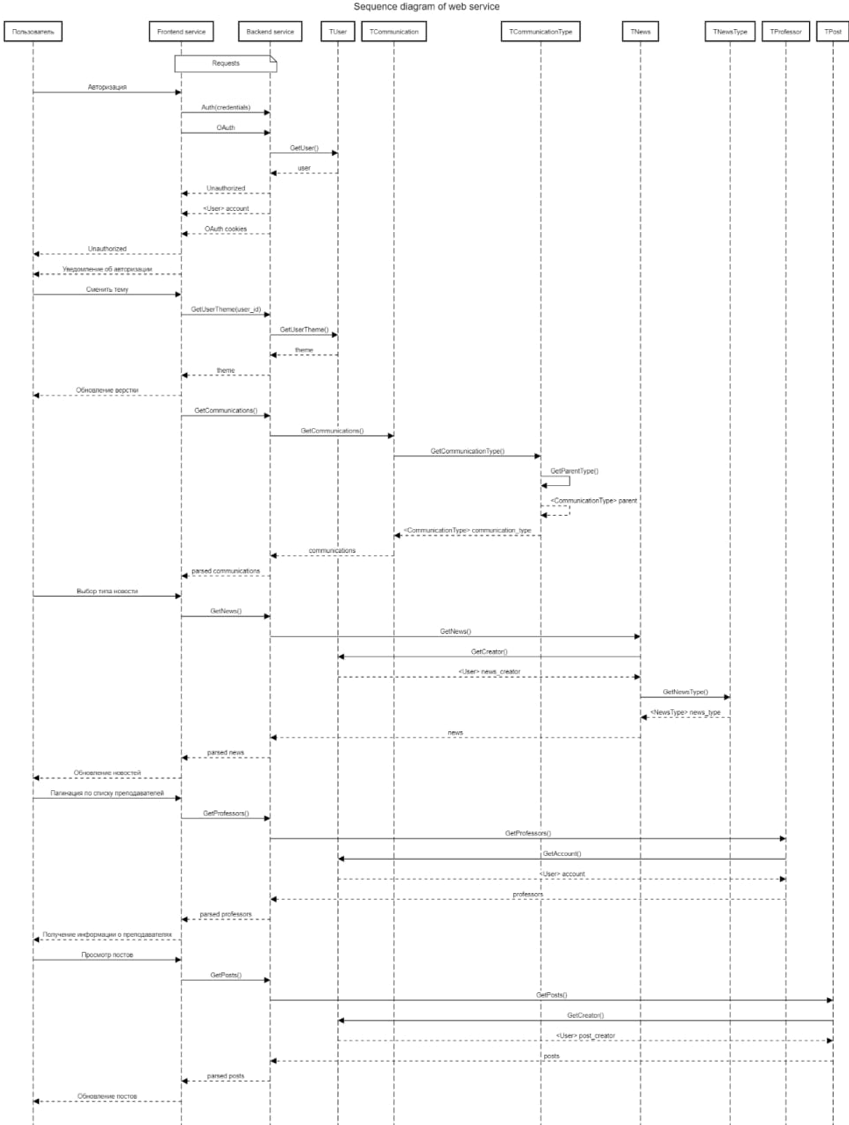 Sequence diagram of web service
Пользователь
Frontend service
Backend service
TUser
TCommunication
TCommunicationType
TNews
TNewsType
TProfessor
TPost
Requests
Авторизация
Auth(credentials)
OAuth
GetUser()
user
Unauthorized
<User> account
OAuth cookies
Unauthorized
Уведомление об авторизации
Сменить тему
GetUserTheme(user_id)
GetUserTheme()
theme
theme
Обновление верстки
GetCommunications()
GetCommunications()
GetCommunicationType()
GetParentType()
<CommunicationType> parent
<CommunicationType> communication_type
communications
parsed communications
Выбор типа новости
GetNews()
GetNews()
GetCreator()
<User> news_creator
GetNewsType()
<NewsType> news_type
news
parsed news
Обновление новостей
Пагинация по списку преподавателей
GetProfessors()
GetProfessors()
GetAccount()
<User> account
professors
parsed professors
Получение информации о преподавателях
Просмотр постов
GetPosts()
GetPosts()
GetCreator()
<User> post_creator
posts
parsed posts
Обновление постов